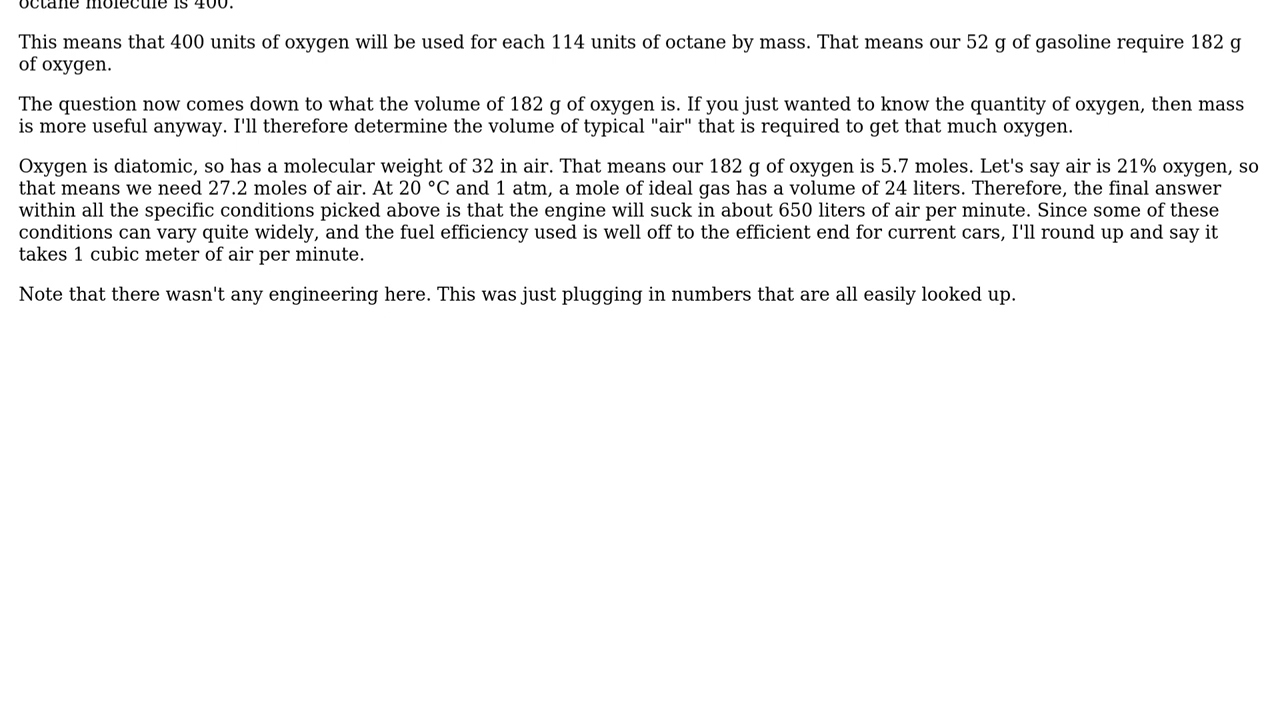 octane molecule is 400.
This means that 400 units of oxygen will be used for each 114 units of octane by mass. That means our 52 g of gasoline require 182 g
of oxygen.
The question now comes down to what the volume of 182 g of oxygen is. If you just wanted to know the quantity of oxygen, then mass
is more useful anyway. I'll therefore determine the volume of typical "air" that is required to get that much oxygen.
Oxygen is diatomic, so has a molecular weight of 32 in air. That means our 182 g of oxygen is 5.7 moles. Let's say air is 21% oxygen, so
that means we need 27.2 moles of air. At 20 °C and 1 atm, a mole of ideal gas has a volume of 24 liters. Therefore, the final answer
within all the specific conditions picked above is that the engine will suck in about 650 liters of air per minute. Since some of these
conditions can vary quite widely, and the fuel efficiency used is well off to the efficient end for current cars, I'll round up and say it
takes 1 cubic meter of air per minute.
Note that there wasn't any engineering here. This was just plugging in numbers that are all easily looked up.